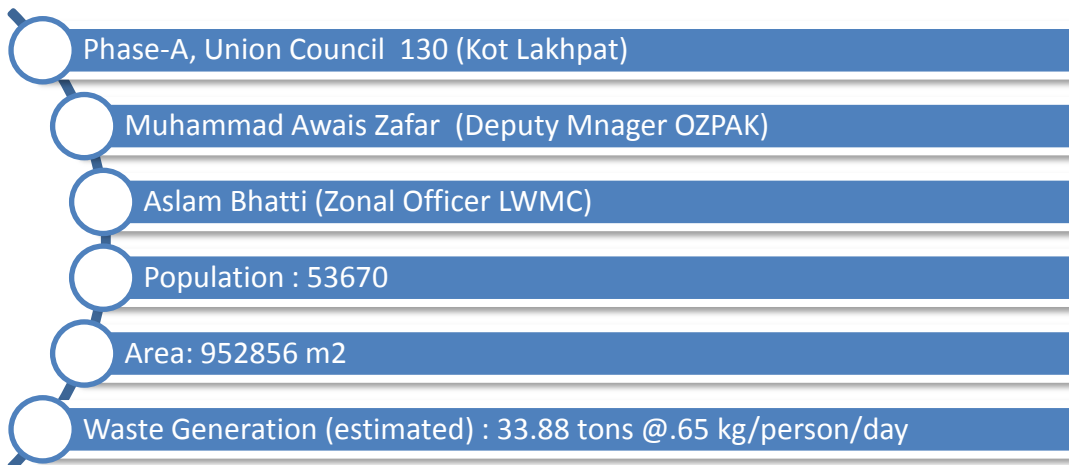 Phase-A, Union Council  130 (Kot Lakhpat)
Muhammad Awais Zafar  (Deputy Mnager OZPAK)
Aslam Bhatti (Zonal Officer LWMC)
Population : 53670
Area: 952856 m2
Waste Generation (estimated) : 33.88 tons @.65 kg/person/day